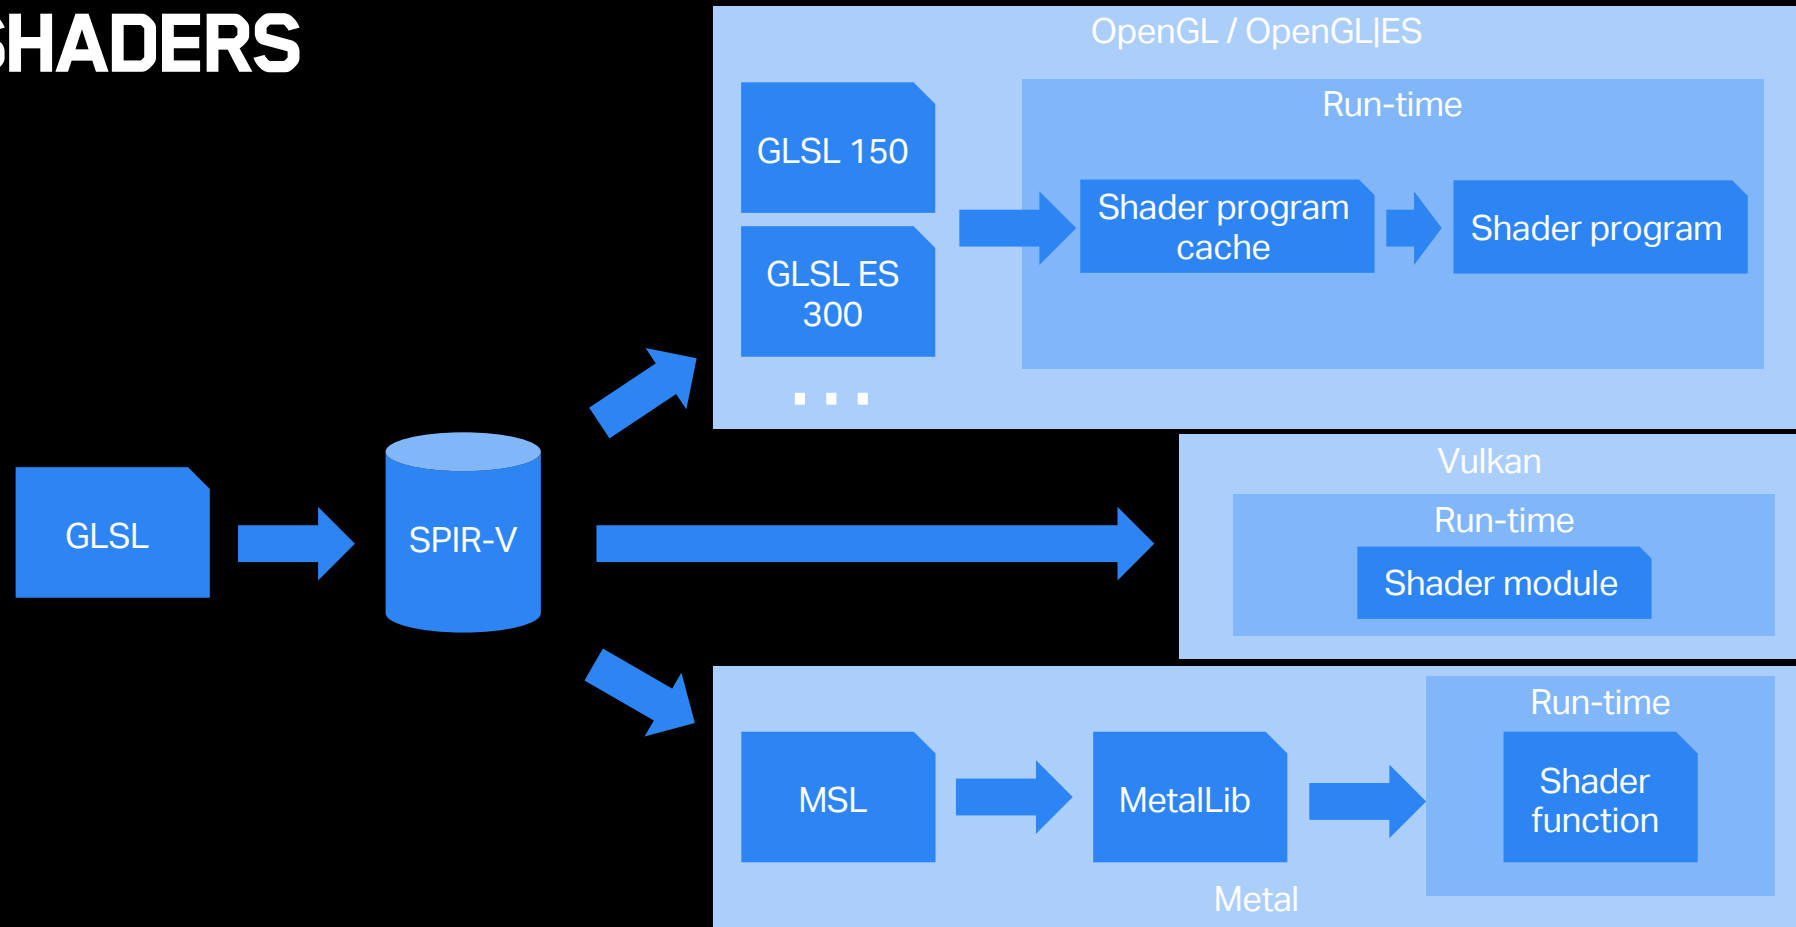 SHADERS
OpenGL / OpenGL|ES
Run-time
GLSL 150
GLSL ES
300
...
Shader program
cache
Shader program
GLSL
SPIR-V
Vulkan
Run-time
Shader module
Run-time
MSL
MetalLib
Shader
function
Metal